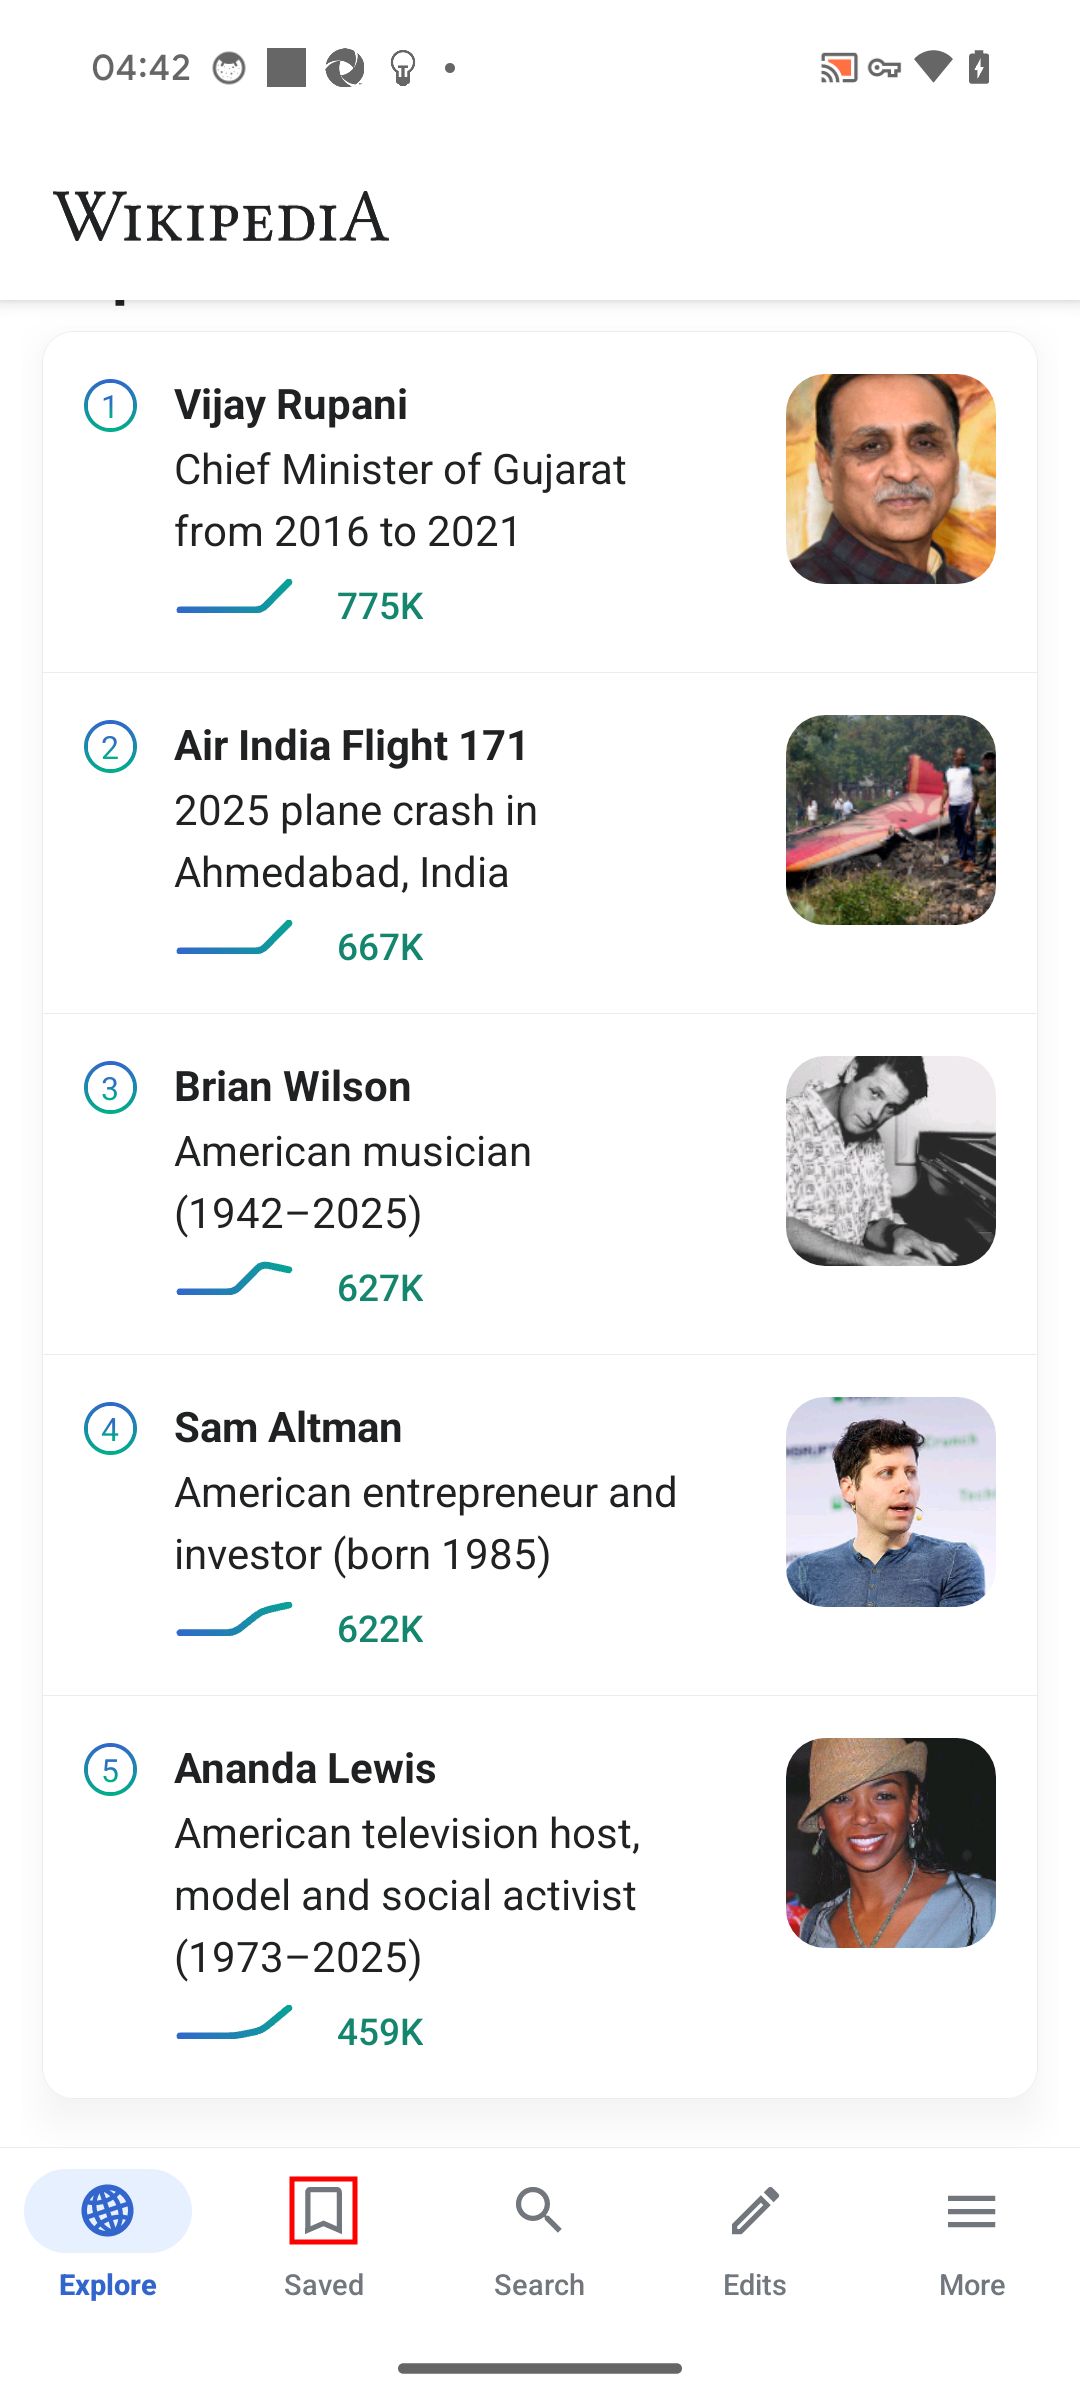 04:42
WIKIPEDIA
1
Vijay Rupani
Chief Minister of Gujarat
from 2016 to 2021
775K
2
Air India Flight 171
2025 plane crash in
Ahmedabad, India
667K
3
Brian Wilson
American musician
(1942–2025)
627K
4
Sam Altman
American entrepreneur and
investor (born 1985)
622K
5
Ananda Lewis
American television host,
model and social activist
(1973–2025)
459K
Explore
Saved
Search
Edits
More